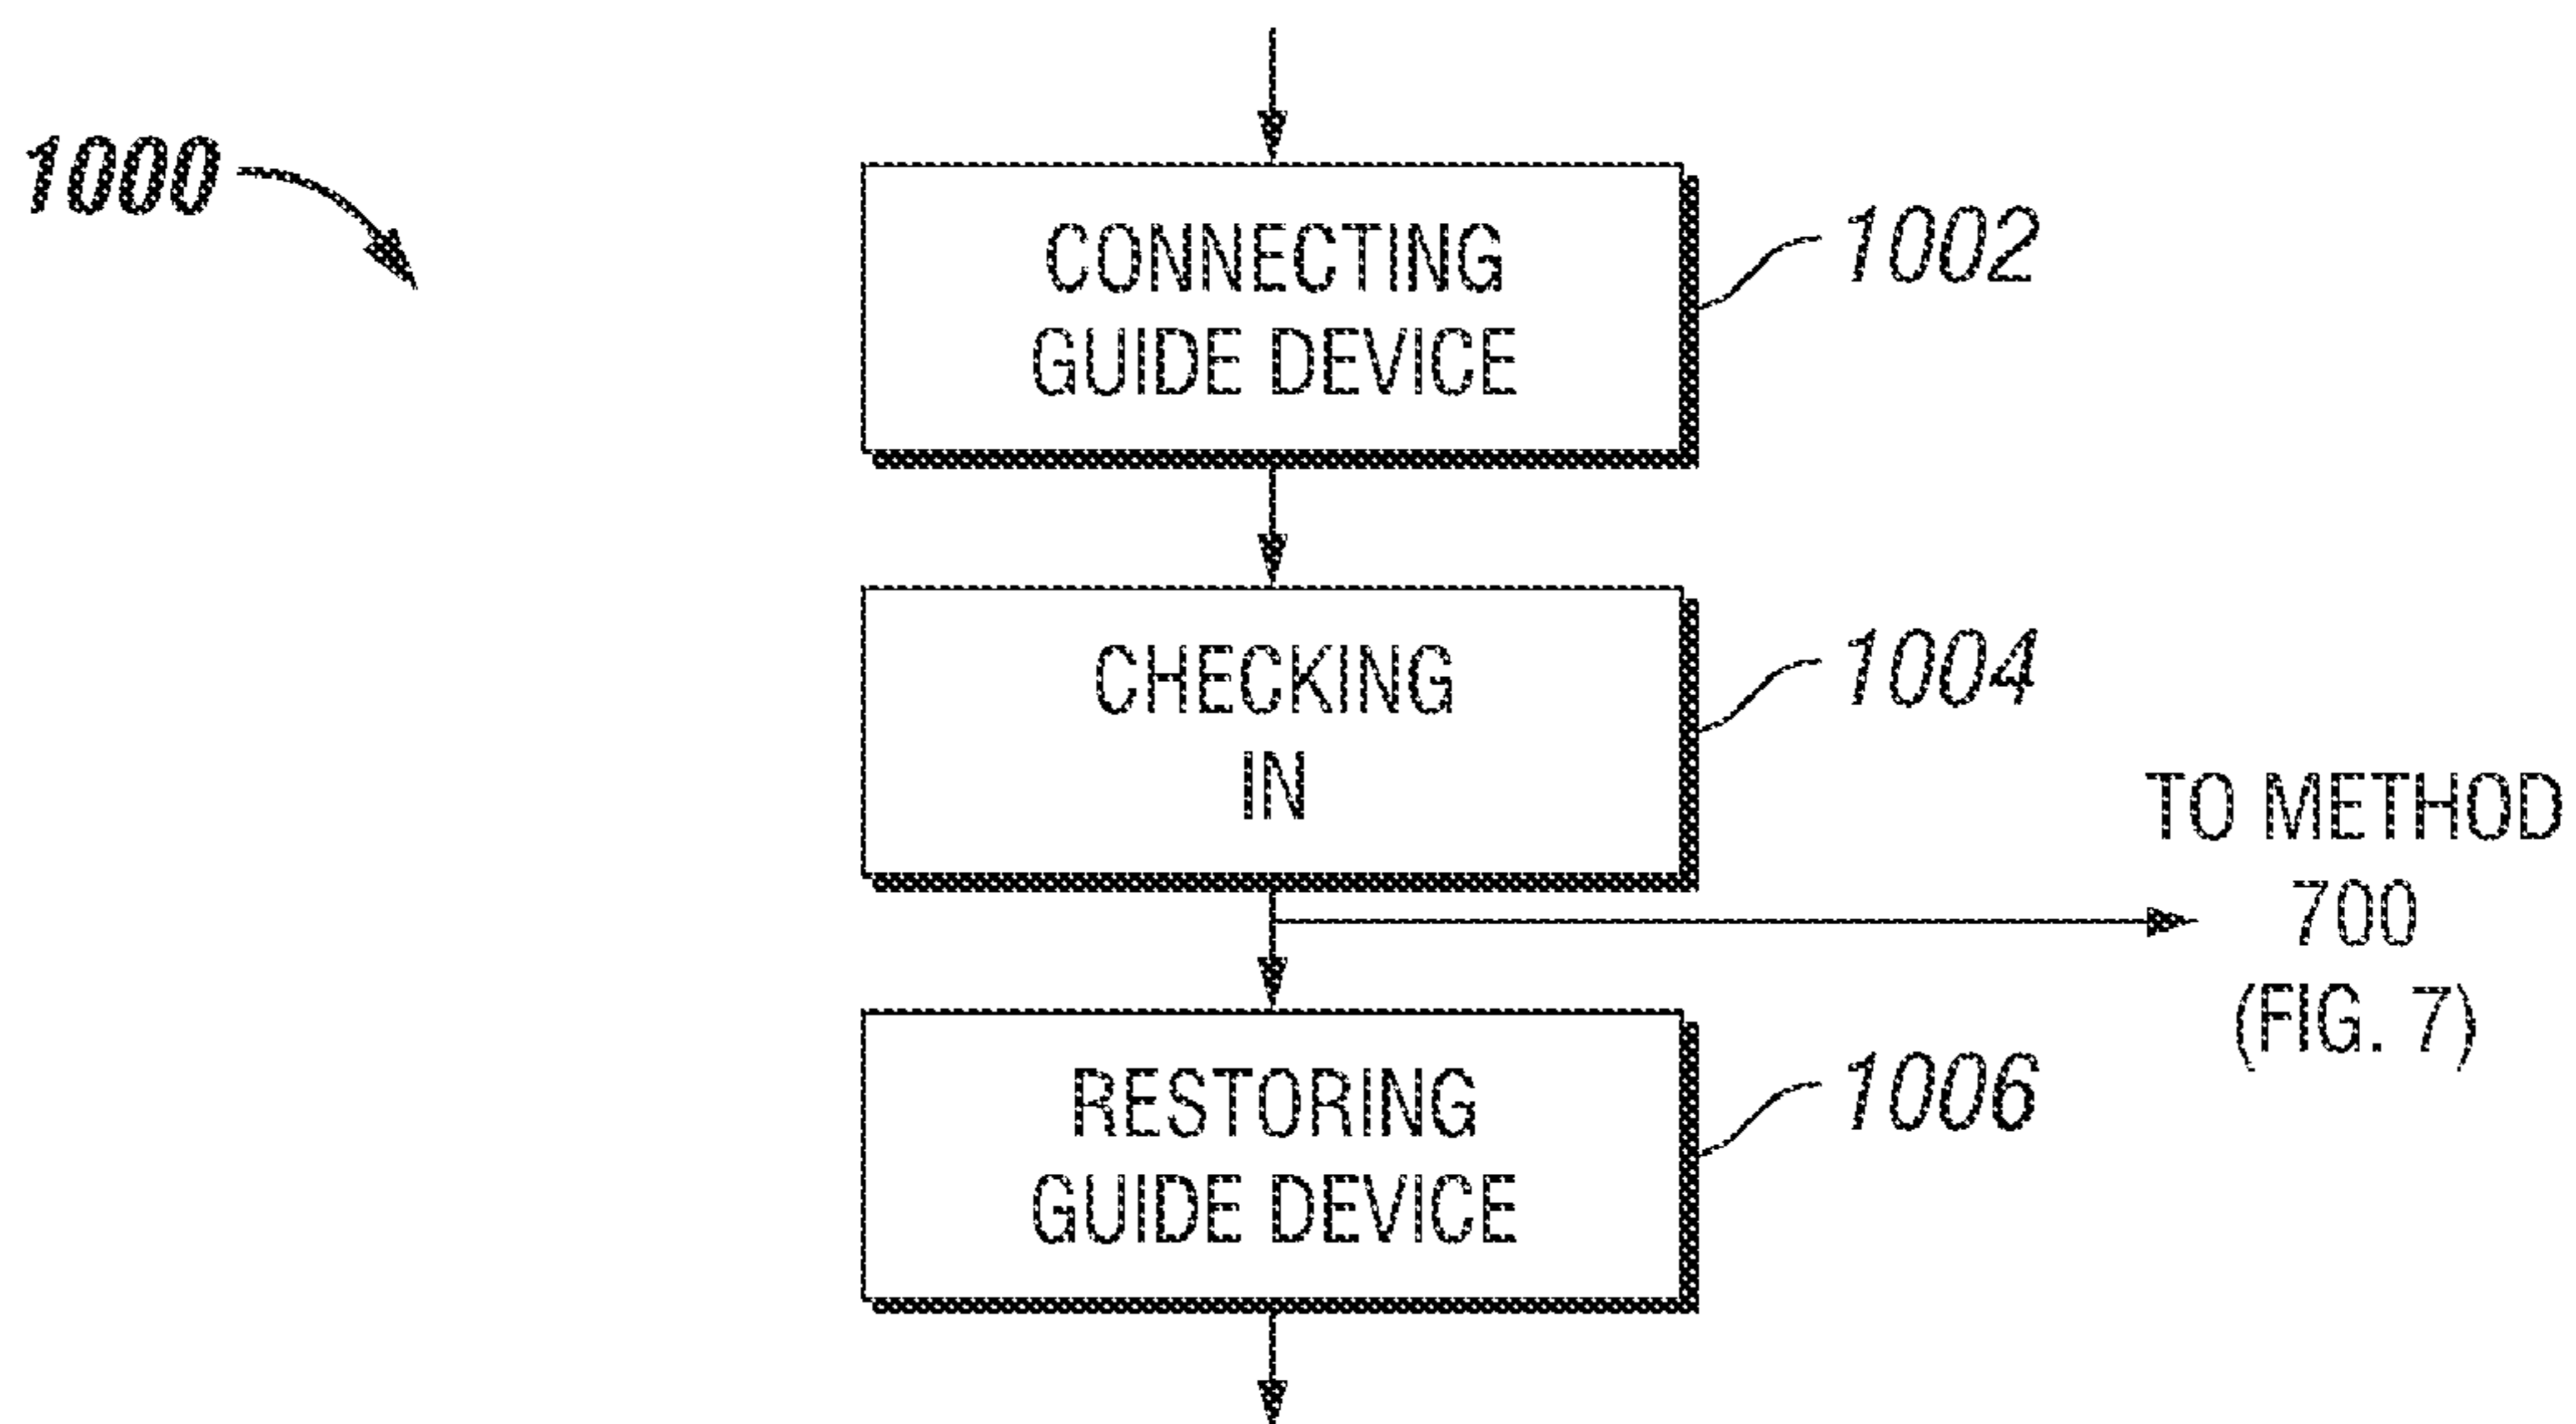 1000
CONNECTING
GUIDE DEVICE
1002
CHECKING
IN
1004
TO METHOD
700
(FIG. 7)
RESTORING
GUIDE DEVICE
1006